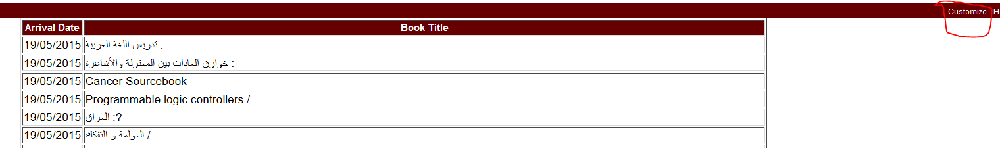 Customize H
Arrival Date Book Title
19/05/2015 تدريس اللغة العربية :
19/05/2015 خوارق العادات بين المعتزلة والأشاعرة :
19/05/2015 Cancer Sourcebook
19/05/2015 Programmable logic controllers /
19/05/2015 العراق :?
19/05/2015 العولمة و التفكك /